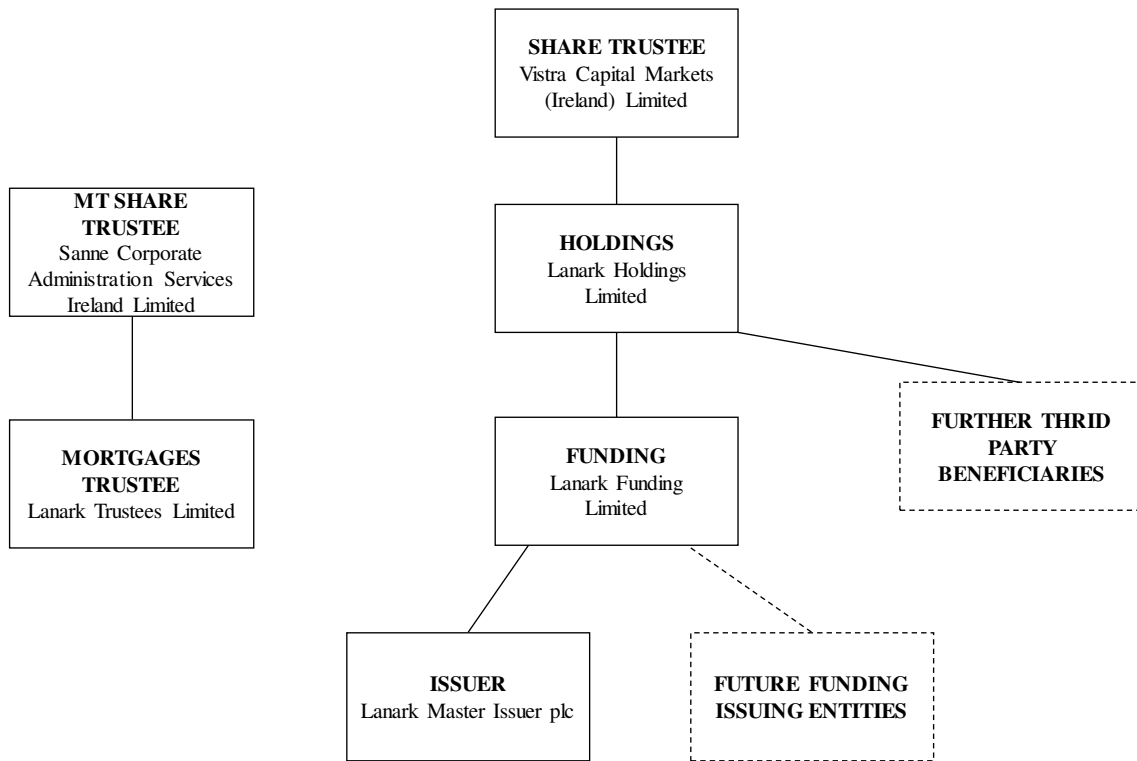 SHARE TRUSTEE
Vistra Capital Markets
(Ireland) Limited
MT SHARE
TRUSTEE
Sanne Corporate
Administration Services
Ireland Limited
HOLDINGS
Lanark Holdings
Limited
MORTGAGES
TRUSTEE
Lanark Trustees Limited
FUNDING
Lanark Funding
Limited
FURTHER THRID
PARTY
BENEFICIARIES
ISSUER
Lanark Master Issuer plc
FUTURE FUNDING
ISSUING ENTITIES